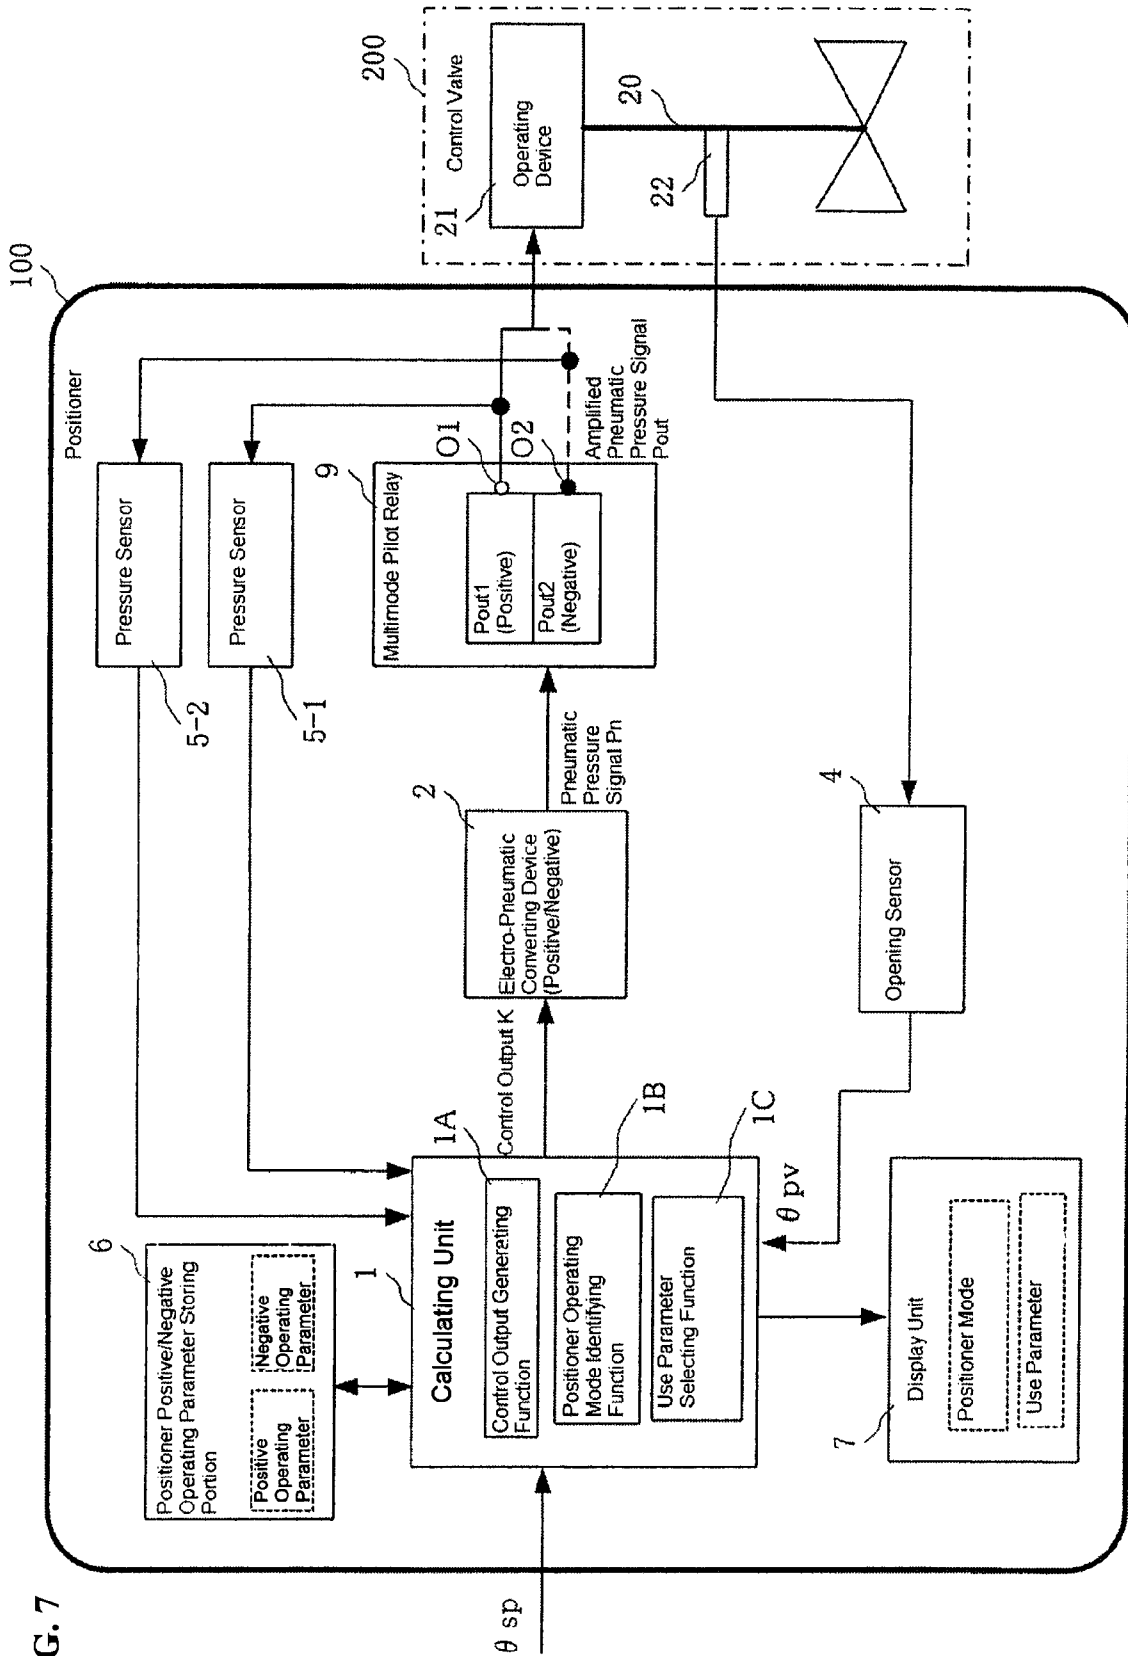 G. 7
100
Positioner
200
Control Valve
21
Operating
Device
20
22
Pressure Sensor
5-2
Pressure Sensor
5-1
9
Multimode Pilot Relay
Pout1
(Positive)
Pout2
(Negative)
O1
O2
Amplified
Pneumatic
Pressure Signal
Pout
2
Electro-Pneumatic
Converting Device
(Positive/Negative)
Pneumatic
Pressure
Signal Pn
Control Output K
6
Positioner Positive/Negative
Operating Parameter Storing
Portion
Positive
Operating
Parameter
Negative
Operating
Parameter
1
Calculating Unit
1A
Control Output Generating
Function
1B
Positioner Operating
Mode Identifying
Function
1C
Use Parameter
Selecting Function
θ sp
θ pv
4
Opening Sensor
7
Display Unit
Positioner Mode
Use Parameter